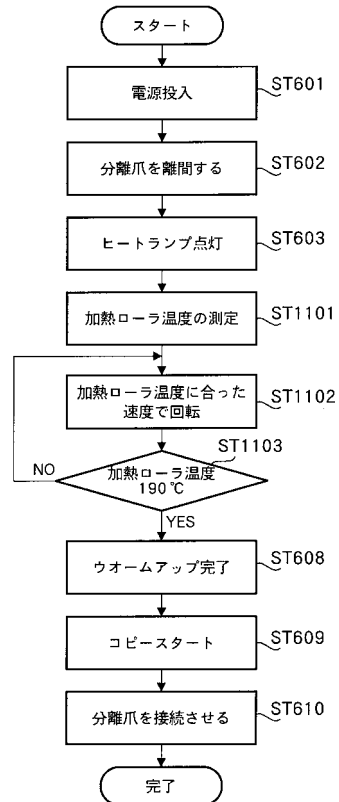 スタート
電源投入
ST601
分離爪を離間する
ST602
ヒートランプ点灯
ST603
加熱ローラ温度の測定
ST1101
加熱ローラ温度に合った
速度で回転
ST1102
ST1103
加熱ローラ温度
190℃
NO
YES
ウオームアップ完了
ST608
コピースタート
ST609
分離爪を接続させる
ST610
完了